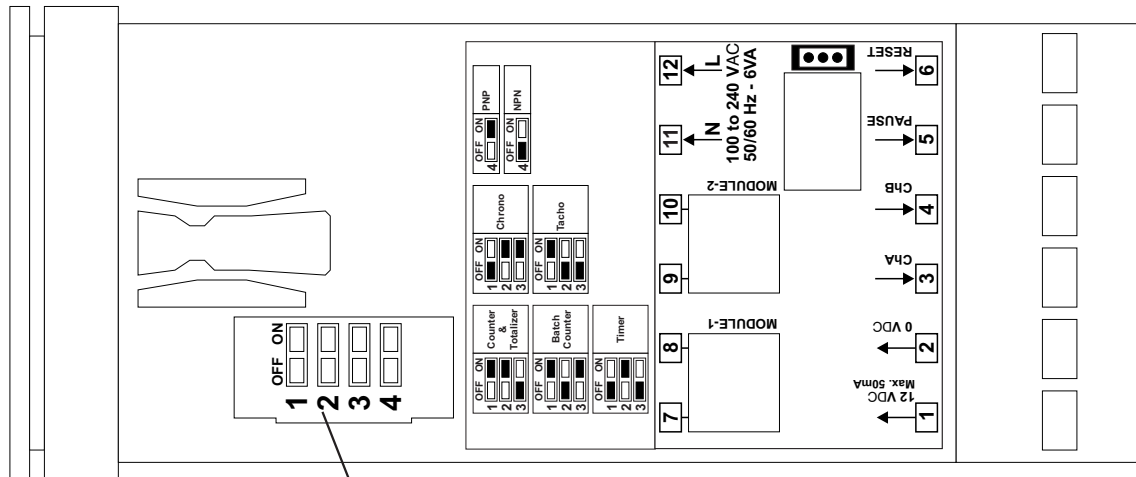 PNP
OFF ON
4
NPN
OFF ON
4
Chrono
OFF ON
1
2
3
Tacho
OFF ON
1
2
3
Counter
&
Totalizer
OFF ON
1
2
3
Batch
Counter
OFF ON
1
2
3
Timer
OFF ON
1
2
3
OFF ON
1
2
3
4
12
L
11
N
100 to 240 VAC
50/60 Hz - 6VA
10
MODULE-2
9
8
MODULE-1
7
RESET
6
PAUSE
5
ChB
4
ChA
3
0 VDC
2
12 VDC
Max. 50mA
1